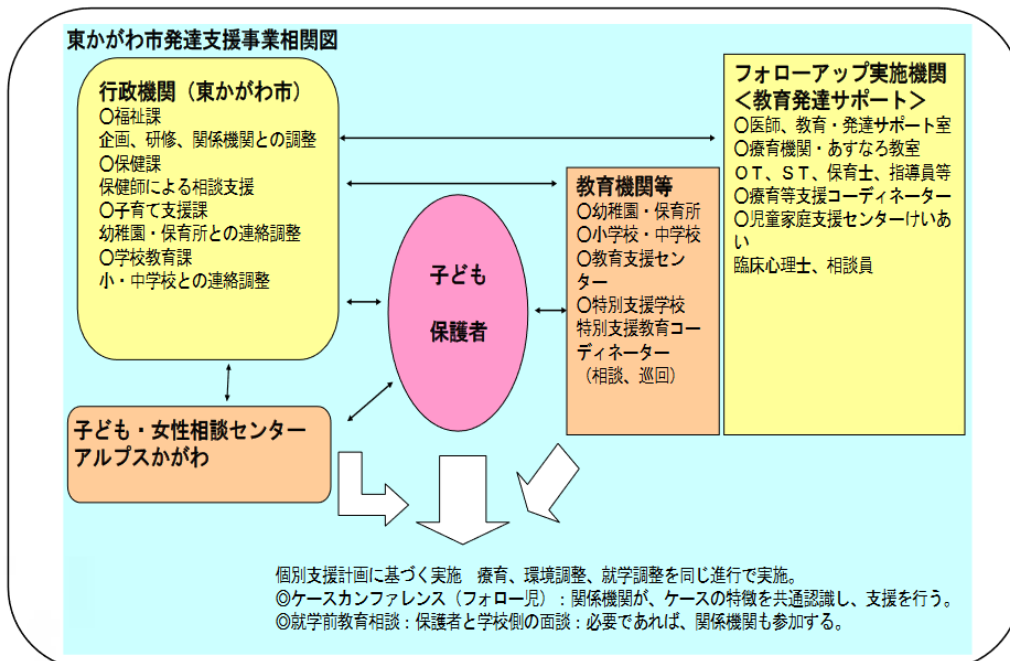 東かがわ市発達支援事業相関図
行政機関（東かがわ市）
〇福祉課
企画、研修、関係機関との調整
〇保健課
保健師による相談支援
〇子育て支援課
幼稚園・保育所との連絡調整
〇学校教育課
小・中学校との連絡調整
子ども・女性相談センター
アルプスかがわ
子ども
保護者
教育機関等
〇幼稚園・保育所
〇小学校・中学校
〇教育支援セン
ター
〇特別支援学校
特別支援教育コー
ディネーター
（相談、巡回）
フォローアップ実施機関
＜教育発達サポート＞
〇医師、教育・発達サポート室
〇療育機関・あすなろ教室
ＯＴ、ＳＴ、保育士、指導員等
〇療育等支援コーディネーター
〇児童家庭支援センターけいあ
い
臨床心理士、相談員
個別支援計画に基づく実施　療育、環境調整、就学調整を同じ進行で実施。
◎ケースカンファレンス（フォロー児）：関係機関が、ケースの特徴を共通認識し、支援を行う。
◎就学前教育相談：保護者と学校側の面談：必要であれば、関係機関も参加する。